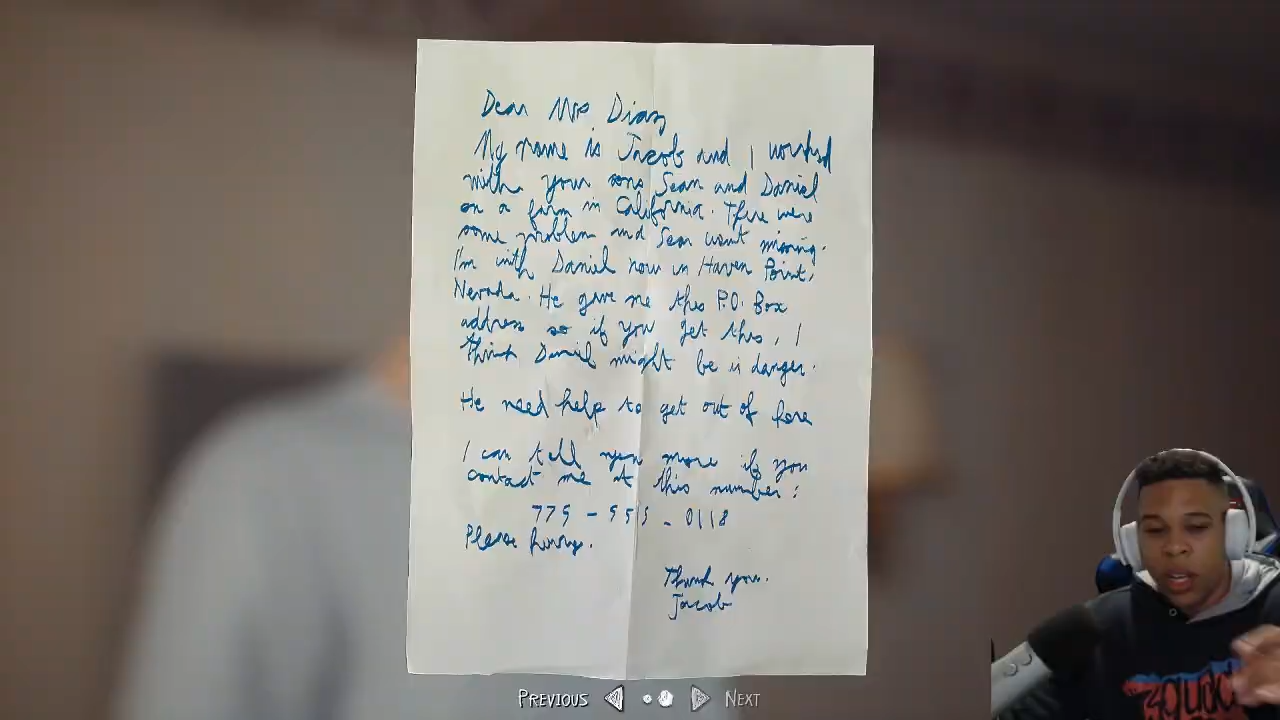 Dear Mrs. Diaz
My name is Jacob and I worked
with your sons Sean and Daniel
on a farm in California. There were
some problem and Sean went missing.
I'm with Daniel now in Haven Point,
Nevada. He gave me this P.O. Box
address so if you get this, I
think Daniel might be in danger.
He need help to get out of here
I can tell you more if you
contact me at this number:
775-555-0118
Please hurry.
Thank you.
Jacob
PREVIOUS NEXT